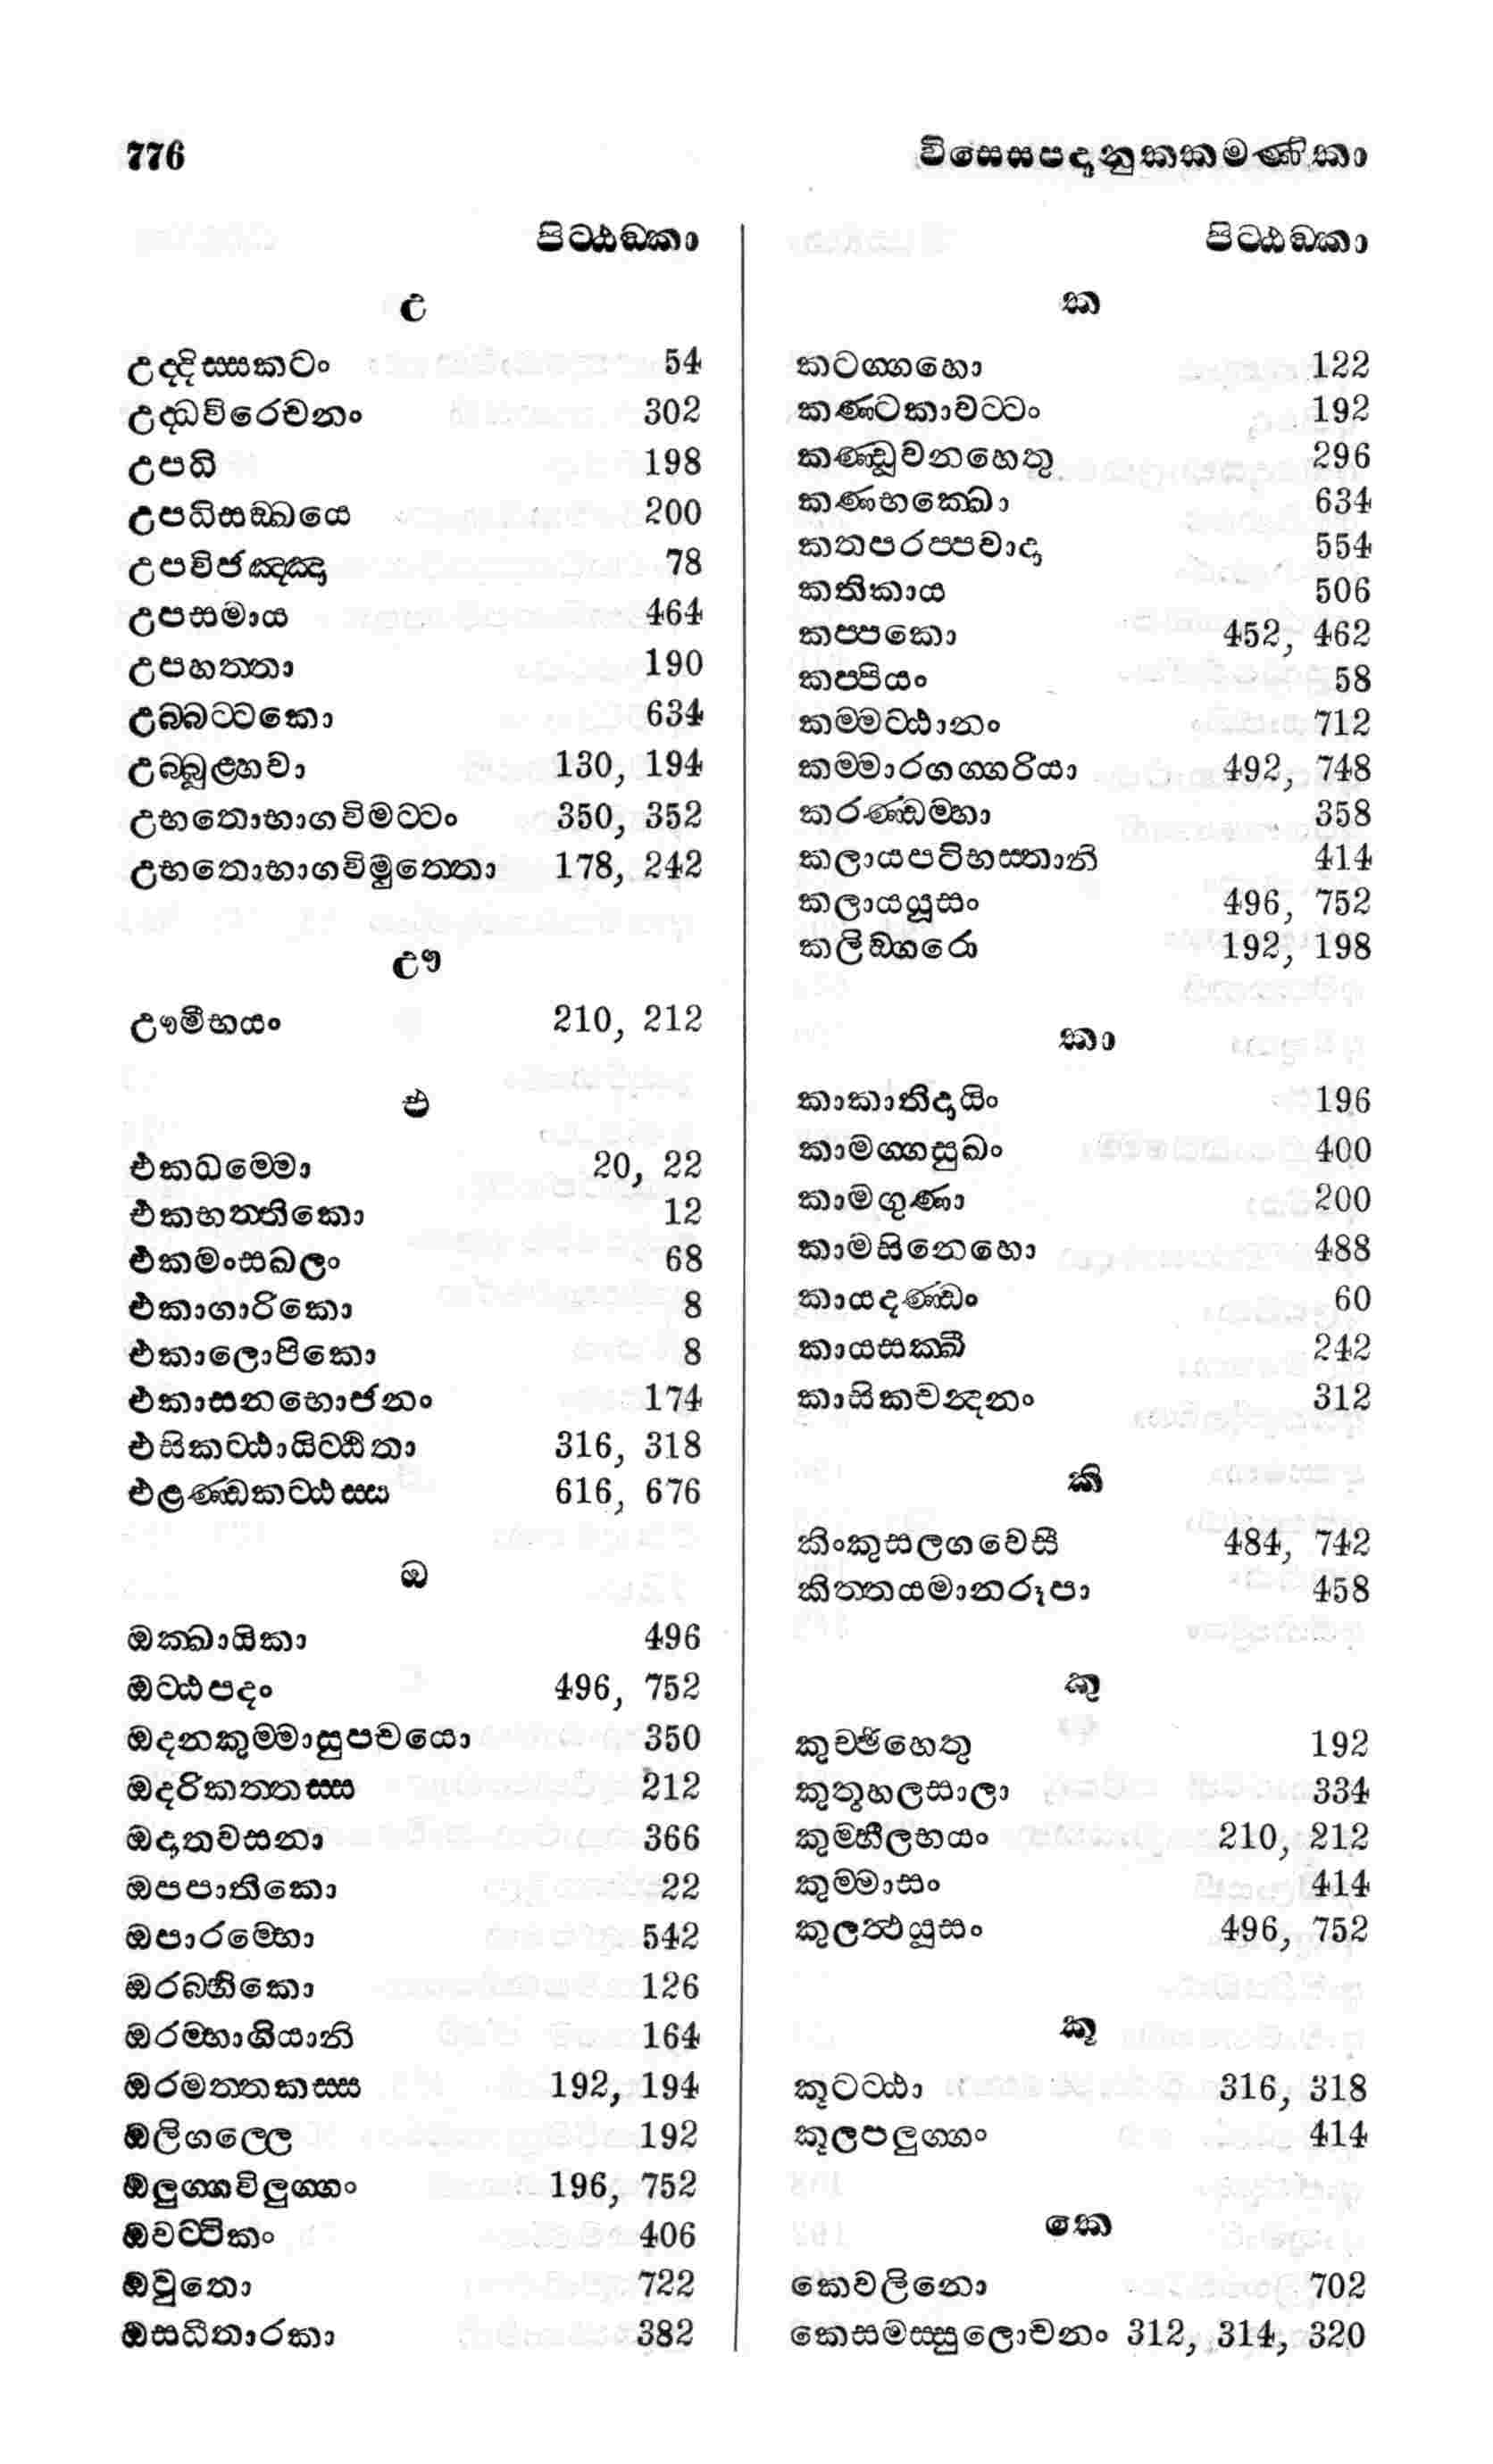 776 විසෙසපදානුක්කමණිකා
පිට්ඨඞ්කා
උ
උද්දිස්සකටං 54
උද්ධවිරෙචනං 302
උපධි 198
උපධිසඞ්ඛයෙ 200
උපවිජඤ්ඤා 78
උපසමාය 464
උපහත්තා 190
උබ්බට්ටකො 634
උබ්බූළ්හවා 130, 194
උභතොභාගවිමට්ටං 350, 352
උභතොභාගවිමුත්තො 178, 242
ඌ
ඌමිභයං 210, 212
එ
එකධම්මො 20, 22
එකභත්තිකො 12
එකමංසඛලං 68
එකාගාරිකො 8
එකාලොපිකො 8
එකාසනභොජනං 174
එසිකට්ඨායිට්ඨිතා 316, 318
එළණ්ඩකට්ඨස්ස 616, 676
ඔ
ඔක්ඛායිකා 496
ඔට්ඨපදං 496, 752
ඔදනකුම්මාසුපචයො 350
ඔදරිකත්තස්ස 212
ඔදාතවසනා 366
ඔපපාතිකො 22
ඔපාරම්භො 542
ඔරබ්භිකො 126
ඔරම්භාගියානි 164
ඔරමත්තකස්ස 192, 194
ඔලිගල්ලෙ 192
ඔලුග්ගවිලුග්ගං 196, 752
ඔවට්ටිකං 406
ඔවුතො 722
ඔසධිතාරකා 382
පිට්ඨඞ්කා
ක
කටග්ගහො 122
කණ්ටකාවට්ටං 192
කණ්ඩූවනහෙතු 296
කණභක්ඛො 634
කතපරප්පවාදා 554
කතිකාය 506
කප්පකො 452, 462
කප්පියං 58
කම්මට්ඨානං 712
කම්මාරගග්ගරියා 492, 748
කරණ්ඩම්හා 358
කලායපටිභස්තානි 414
කලායයූසං 496, 752
කලිඞ්ගරො 192, 198
කා
කාකාතිදායිං 196
කාමග්ගසුඛං 400
කාමගුණා 200
කාමසිනෙහො 488
කායදණ්ඩං 60
කායසක්ඛී 242
කාසිකචන්දනං 312
කි
කිංකුසලගවෙසී 484, 742
කිත්තයමානරූපා 458
කු
කුච්ඡිහෙතු 192
කුතූහලසාලා 334
කුම්භීලභයං 210, 212
කුම්මාසං 414
කුලත්ථයූසං 496, 752
කූ
කූටට්ඨා 316, 318
කූලපලුග්ගං 414
කෙ
කෙවලිනො 702
කෙසමස්සුලොචනං 312, 314, 320